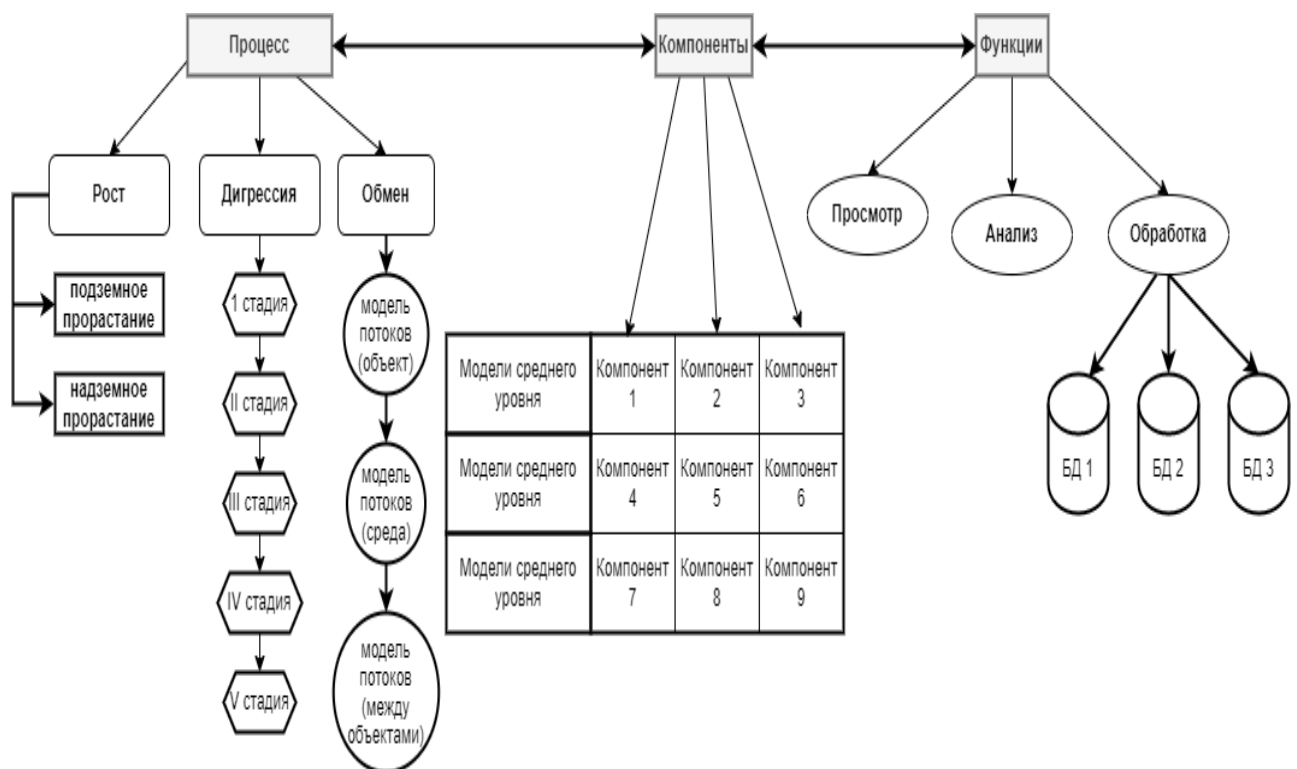 Процесс
Компоненты
Функции
Рост
Дигрессия
Обмен
Просмотр
Анализ
Обработка
подземное
прорастание
надземное
прорастание
1 стадия
II стадия
III стадия
IV стадия
V стадия
модель
потоков
(объект)
модель
потоков
(среда)
модель
потоков
(между
объектами)
Модели среднего
уровня
Компонент
1
Компонент
2
Компонент
3
Модели среднего
уровня
Компонент
4
Компонент
5
Компонент
6
Модели среднего
уровня
Компонент
7
Компонент
8
Компонент
9
БД 1
БД 2
БД 3